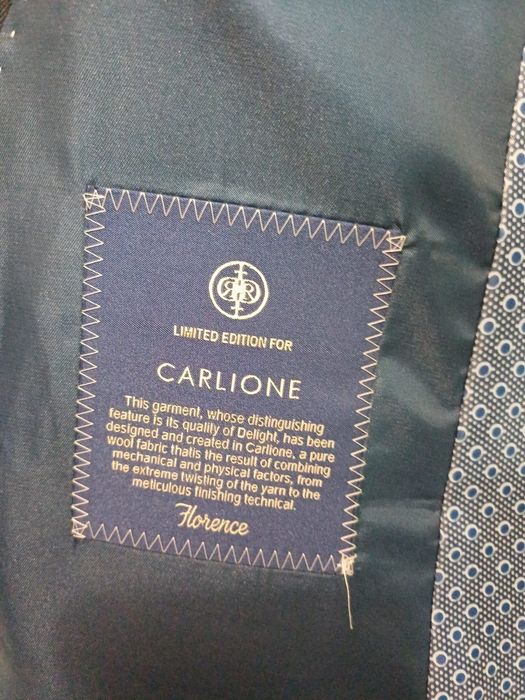 LIMITED EDITION FOR
CARLIONE
This garment, whose distinguishing
feature is its quality of Delight, has been
designed and created in Carlione, a pure
wool fabric thatis the result of combining
mechanical and physical factors, from
the extreme twisting of the yarn to the
meticulous finishing technical.
Florence